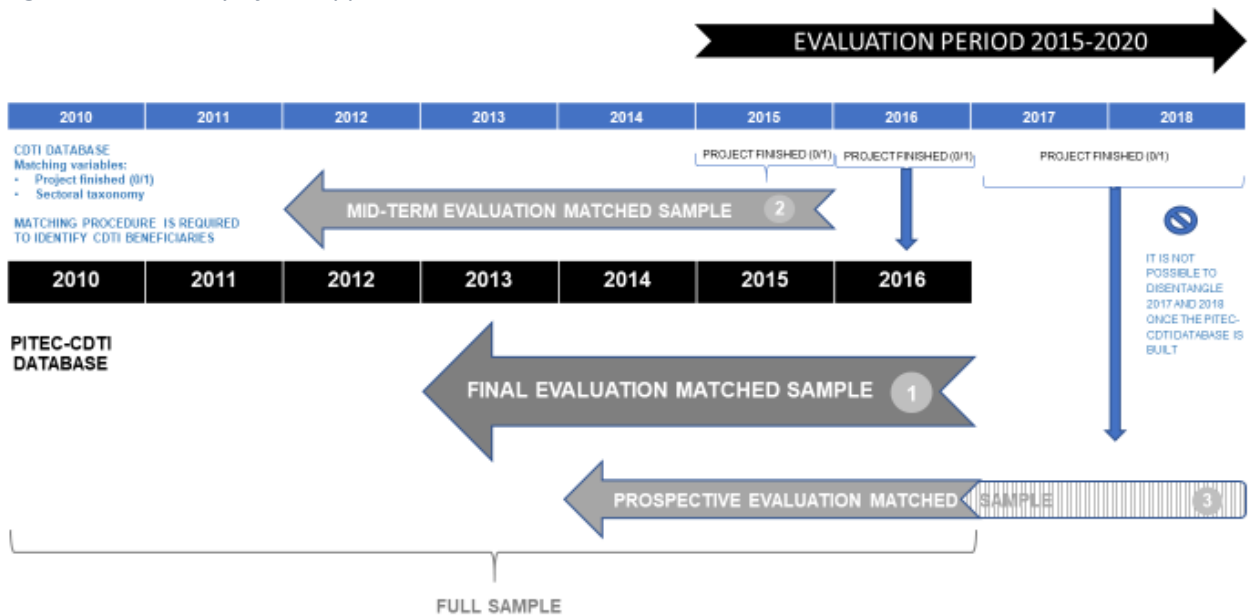 EVALUATION PERIOD 2015-2020
2010 2011 2012 2013 2014 2015 2016 2017 2018
CDTI DATABASE
Matching variables:
• Project finished (0/1)
• Sectoral taxonomy
MATCHING PROCEDURE IS REQUIRED
TO IDENTIFY CDTI BENEFICIARIES
PROJECT FINISHED (0/1) PROJECT FINISHED (0/1) PROJECT FINISHED (0/1)
MID-TERM EVALUATION MATCHED SAMPLE 2
IT IS NOT
POSSIBLE TO
DISENTANGLE
2017 AND 2018
ONCE THE PITEC-
CDTI DATABASE IS
BUILT
2010 2011 2012 2013 2014 2015 2016
PITEC-CDTI
DATABASE
FINAL EVALUATION MATCHED SAMPLE 1
PROSPECTIVE EVALUATION MATCHED SAMPLE 3
FULL SAMPLE